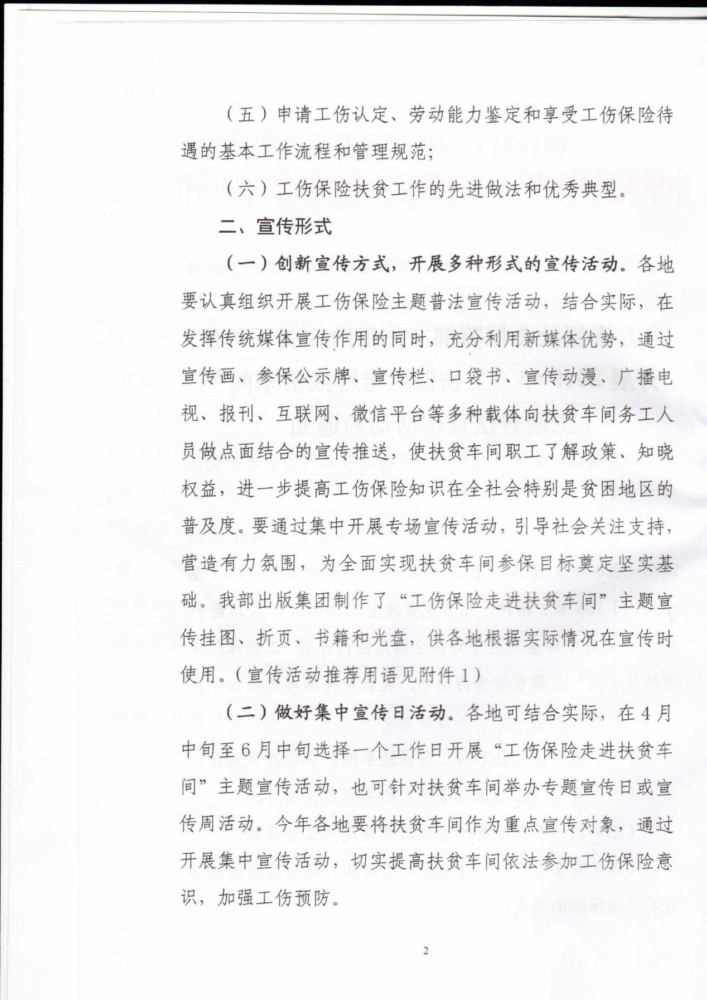 （五）申请工伤认定、劳动能力鉴定和享受工伤保险待
遇的基本工作流程和管理规范；
（六）工伤保险扶贫工作的先进做法和优秀典型。
二、宣传形式
（一）创新宣传方式，开展多种形式的宣传活动。各地
要认真组织开展工伤保险主题普法宣传活动，结合实际，在
发挥传统媒体宣传作用的同时，充分利用新媒体优势，通过
宣传画、参保公示牌、宣传栏、口袋书、宣传动漫、广播电
视、报刊、互联网、微信平台等多种载体向扶贫车间务工人
员做点面结合的宣传推送，使扶贫车间职工了解政策、知晓
权益，进一步提高工伤保险知识在全社会特别是贫困地区的
普及度。要通过集中开展专场宣传活动，引导社会关注支持，
营造有力氛围，为全面实现扶贫车间参保目标奠定坚实基
础。我部出版集团制作了“工伤保险走进扶贫车间”主题宣
传挂图、折页、书籍和光盘，供各地根据实际情况在宣传时
使用。（宣传活动推荐用语见附件1）
（二）做好集中宣传日活动。各地可结合实际，在4月
中旬至6月中旬选择一个工作日开展“工伤保险走进扶贫车
间”主题宣传活动，也可针对扶贫车间举办专题宣传日或宣
传周活动。今年各地要将扶贫车间作为重点宣传对象，通过
开展集中宣传活动，切实提高扶贫车间依法参加工伤保险意
识，加强工伤预防。
2